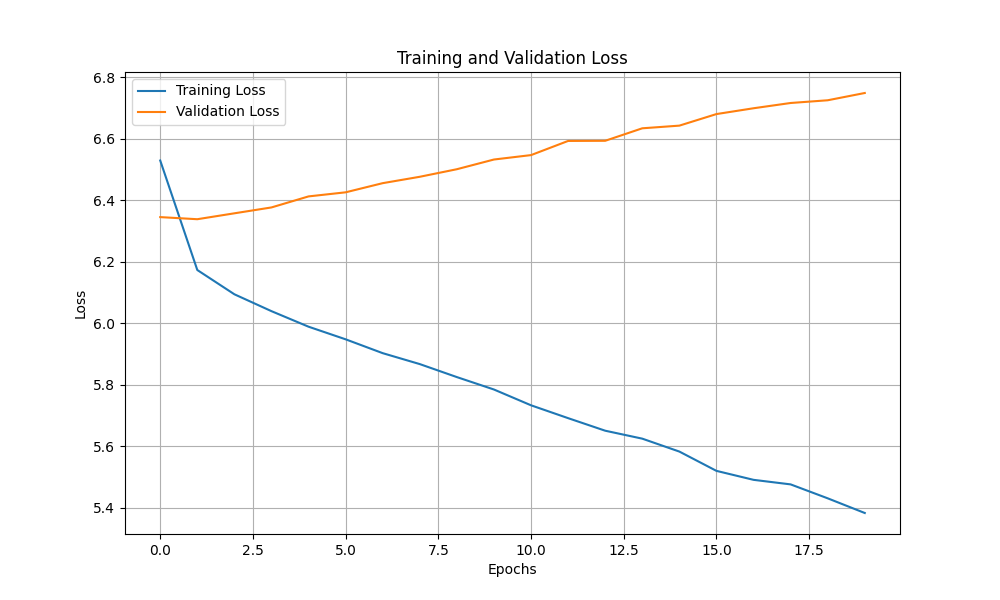 Training and Validation Loss
Training Loss
Validation Loss
6.8
6.6
6.4
6.2
6.0
5.8
5.6
5.4
Loss
0.0 2.5 5.0 7.5 10.0 12.5 15.0 17.5
Epochs